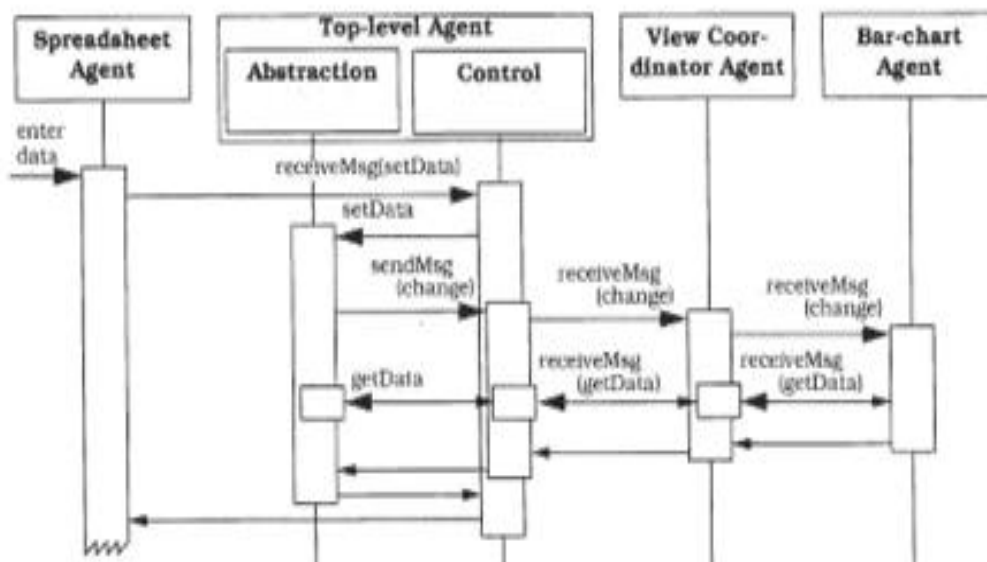 Spreadsheet
Agent
Top-level Agent
Abstraction
Control
View Coor-
dinator Agent
Bar-chart
Agent
enter
data
receiveMsg(setData)
setData
sendMsg
(change)
receiveMsg
(change)
receiveMsg
(change)
getData
receiveMsg
(getData)
receiveMsg
(getData)